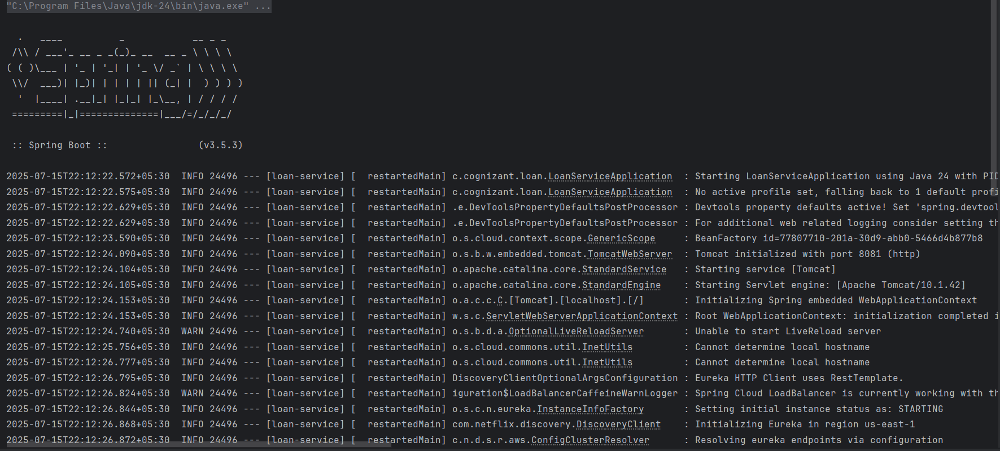 "C:\Program Files\Java\jdk-24\bin\java.exe" ...
  .   ____          _            __ _ _
 /\\ / ___'_ __ _ _(_)_ __  __ _ \ \ \ \
( ( )\___ | '_ | '_| | '_ \/ _` | \ \ \ \
 \\/  ___)| |_)| | | | | || (_| |  ) ) ) )
  '  |____| .__|_| |_|_| |_\__, | / / / /
 =========|_|==============|___/=/_/_/_/
 :: Spring Boot ::                (v3.5.3)
2025-07-15T22:12:22.572+05:30  INFO 24496 --- [loan-service] [  restartedMain] c.cognizant.loan.LoanServiceApplication  : Starting LoanServiceApplication using Java 24 with PID
2025-07-15T22:12:22.575+05:30  INFO 24496 --- [loan-service] [  restartedMain] c.cognizant.loan.LoanServiceApplication  : No active profile set, falling back to 1 default profi
2025-07-15T22:12:22.629+05:30  INFO 24496 --- [loan-service] [  restartedMain] .e.DevToolsPropertyDefaultsPostProcessor : Devtools property defaults active! Set 'spring.devtool
2025-07-15T22:12:22.629+05:30  INFO 24496 --- [loan-service] [  restartedMain] .e.DevToolsPropertyDefaultsPostProcessor : For additional web related logging consider setting th
2025-07-15T22:12:23.590+05:30  INFO 24496 --- [loan-service] [  restartedMain] o.s.cloud.context.scope.GenericScope     : BeanFactory id=77807710-201a-30d9-abb0-5466d4b877b8
2025-07-15T22:12:24.090+05:30  INFO 24496 --- [loan-service] [  restartedMain] o.s.b.w.embedded.tomcat.TomcatWebServer  : Tomcat initialized with port 8081 (http)
2025-07-15T22:12:24.104+05:30  INFO 24496 --- [loan-service] [  restartedMain] o.apache.catalina.core.StandardService   : Starting service [Tomcat]
2025-07-15T22:12:24.105+05:30  INFO 24496 --- [loan-service] [  restartedMain] o.apache.catalina.core.StandardEngine    : Starting Servlet engine: [Apache Tomcat/10.1.42]
2025-07-15T22:12:24.153+05:30  INFO 24496 --- [loan-service] [  restartedMain] o.a.c.c.C.[Tomcat].[localhost].[/]       : Initializing Spring embedded WebApplicationContext
2025-07-15T22:12:24.153+05:30  INFO 24496 --- [loan-service] [  restartedMain] w.s.c.ServletWebServerApplicationContext : Root WebApplicationContext: initialization completed i
2025-07-15T22:12:24.740+05:30  WARN 24496 --- [loan-service] [  restartedMain] o.s.b.d.a.OptionalLiveReloadServer       : Unable to start LiveReload server
2025-07-15T22:12:25.756+05:30  INFO 24496 --- [loan-service] [  restartedMain] o.s.cloud.commons.util.InetUtils         : Cannot determine local hostname
2025-07-15T22:12:26.777+05:30  INFO 24496 --- [loan-service] [  restartedMain] o.s.cloud.commons.util.InetUtils         : Cannot determine local hostname
2025-07-15T22:12:26.795+05:30  INFO 24496 --- [loan-service] [  restartedMain] DiscoveryClientOptionalArgsConfiguration : Eureka HTTP Client uses RestTemplate.
2025-07-15T22:12:26.824+05:30  WARN 24496 --- [loan-service] [  restartedMain] iguration$LoadBalancerCaffeineWarnLogger : Spring Cloud LoadBalancer is currently working with th
2025-07-15T22:12:26.844+05:30  INFO 24496 --- [loan-service] [  restartedMain] o.s.c.n.eureka.InstanceInfoFactory       : Setting initial instance status as: STARTING
2025-07-15T22:12:26.868+05:30  INFO 24496 --- [loan-service] [  restartedMain] com.netflix.discovery.DiscoveryClient    : Initializing Eureka in region us-east-1
2025-07-15T22:12:26.872+05:30  INFO 24496 --- [loan-service] [  restartedMain] c.n.d.s.r.aws.ConfigClusterResolver      : Resolving eureka endpoints via configuration